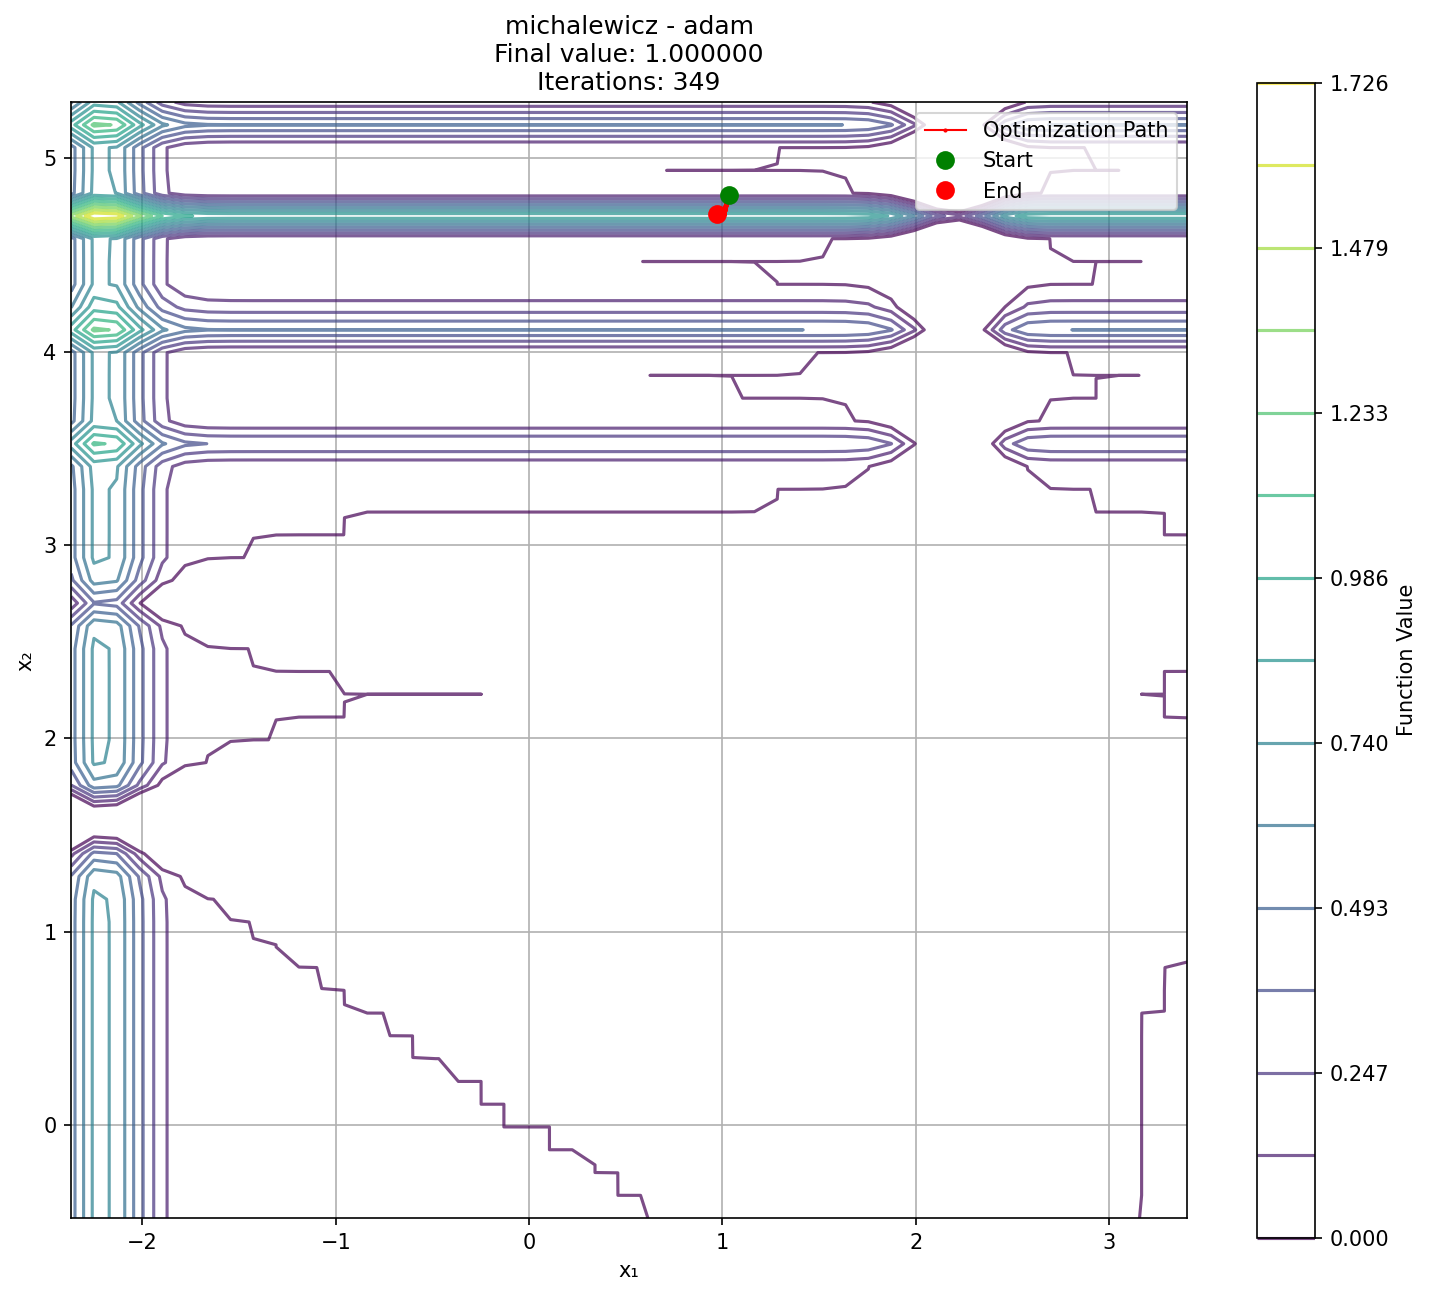 michalewicz - adam
Final value: 1.000000
Iterations: 349
Optimization Path
Start
End
5
4
3
2
1
0
x₂
−2
−1
0
1
2
3
x₁
1.726
1.479
1.233
0.986
0.740
0.493
0.247
0.000
Function Value